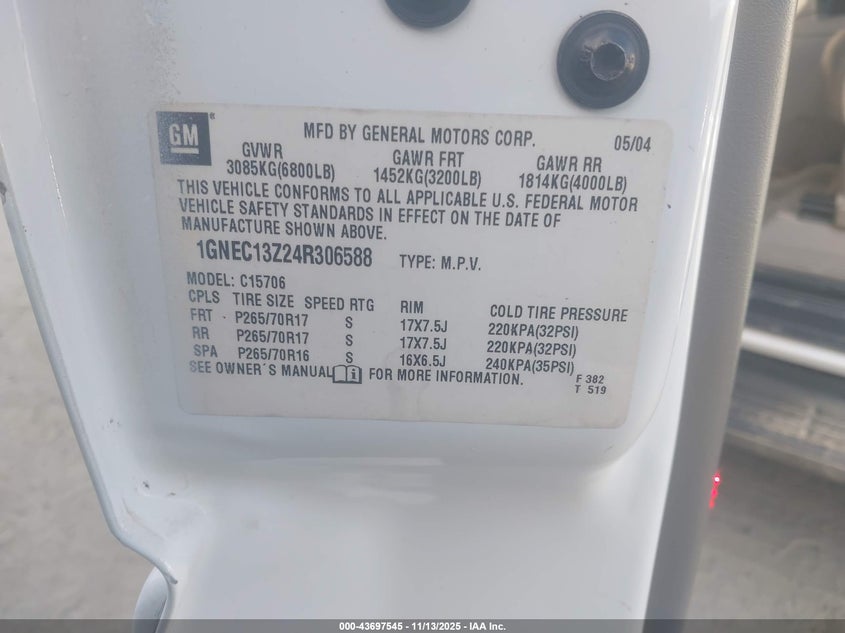 GM®
MFD BY GENERAL MOTORS CORP. 05/04
GVWR GAWR FRT GAWR RR
3085KG(6800LB) 1452KG(3200LB) 1814KG(4000LB)
THIS VEHICLE CONFORMS TO ALL APPLICABLE U.S. FEDERAL MOTOR
VEHICLE SAFETY STANDARDS IN EFFECT ON THE DATE OF
MANUFACTURE SHOWN ABOVE.
1GNEC13Z24R306588 TYPE: M.P.V.
MODEL: C15706
CPLS TIRE SIZE SPEED RTG RIM COLD TIRE PRESSURE
FRT P265/70R17 S 17X7.5J 220KPA(32PSI)
RR P265/70R17 S 17X7.5J 220KPA(32PSI)
SPA P265/70R16 S 16X6.5J 240KPA(35PSI)
SEE OWNER'S MANUAL FOR MORE INFORMATION.
F 382
T 519
000-43697545 - 11/13/2025 - IAA Inc.